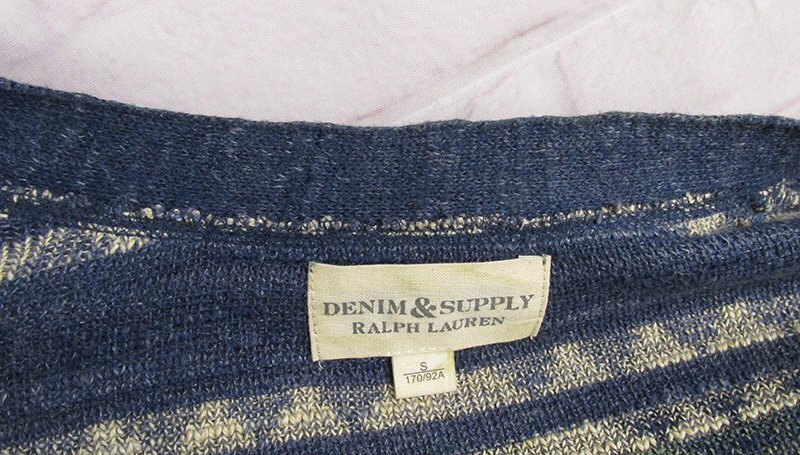 DENIM & SUPPLY
RALPH LAUREN
S
170/92A